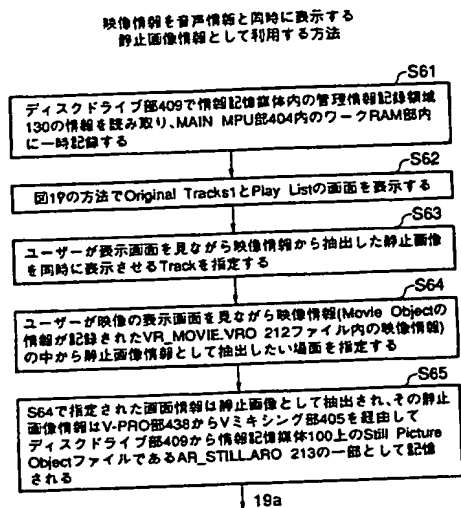 映像情報を音声情報と同時に表示する
静止画像情報として利用する方法
S61
ディスクドライブ部409で情報記憶媒体内の管理情報記録領域
130の情報を読み取り、MAIN MPU部404内のワークRAM部内
に一時記録する
S62
図19の方法でOriginal Tracks1とPlay Listの画面を表示する
S63
ユーザーが表示画面を見ながら映像情報から抽出した静止画像
を同時に表示させるTrackを指定する
S64
ユーザーが映像の表示画面を見ながら映像情報(Movie Objectの
情報が記録されたVR_MOVIE.VRO 212ファイル内の映像情報)
の中から静止画像情報として抽出したい場面を指定する
S65
S64で指定された画面情報は静止画像として抽出され、その静止
画像情報はV-PRO部438からVミキシング部405を経由して
ディスクドライブ部409から情報記憶媒体100上のStill Picture
ObjectファイルであるAR_STILL.ARO 213の一部として記憶
される
19a